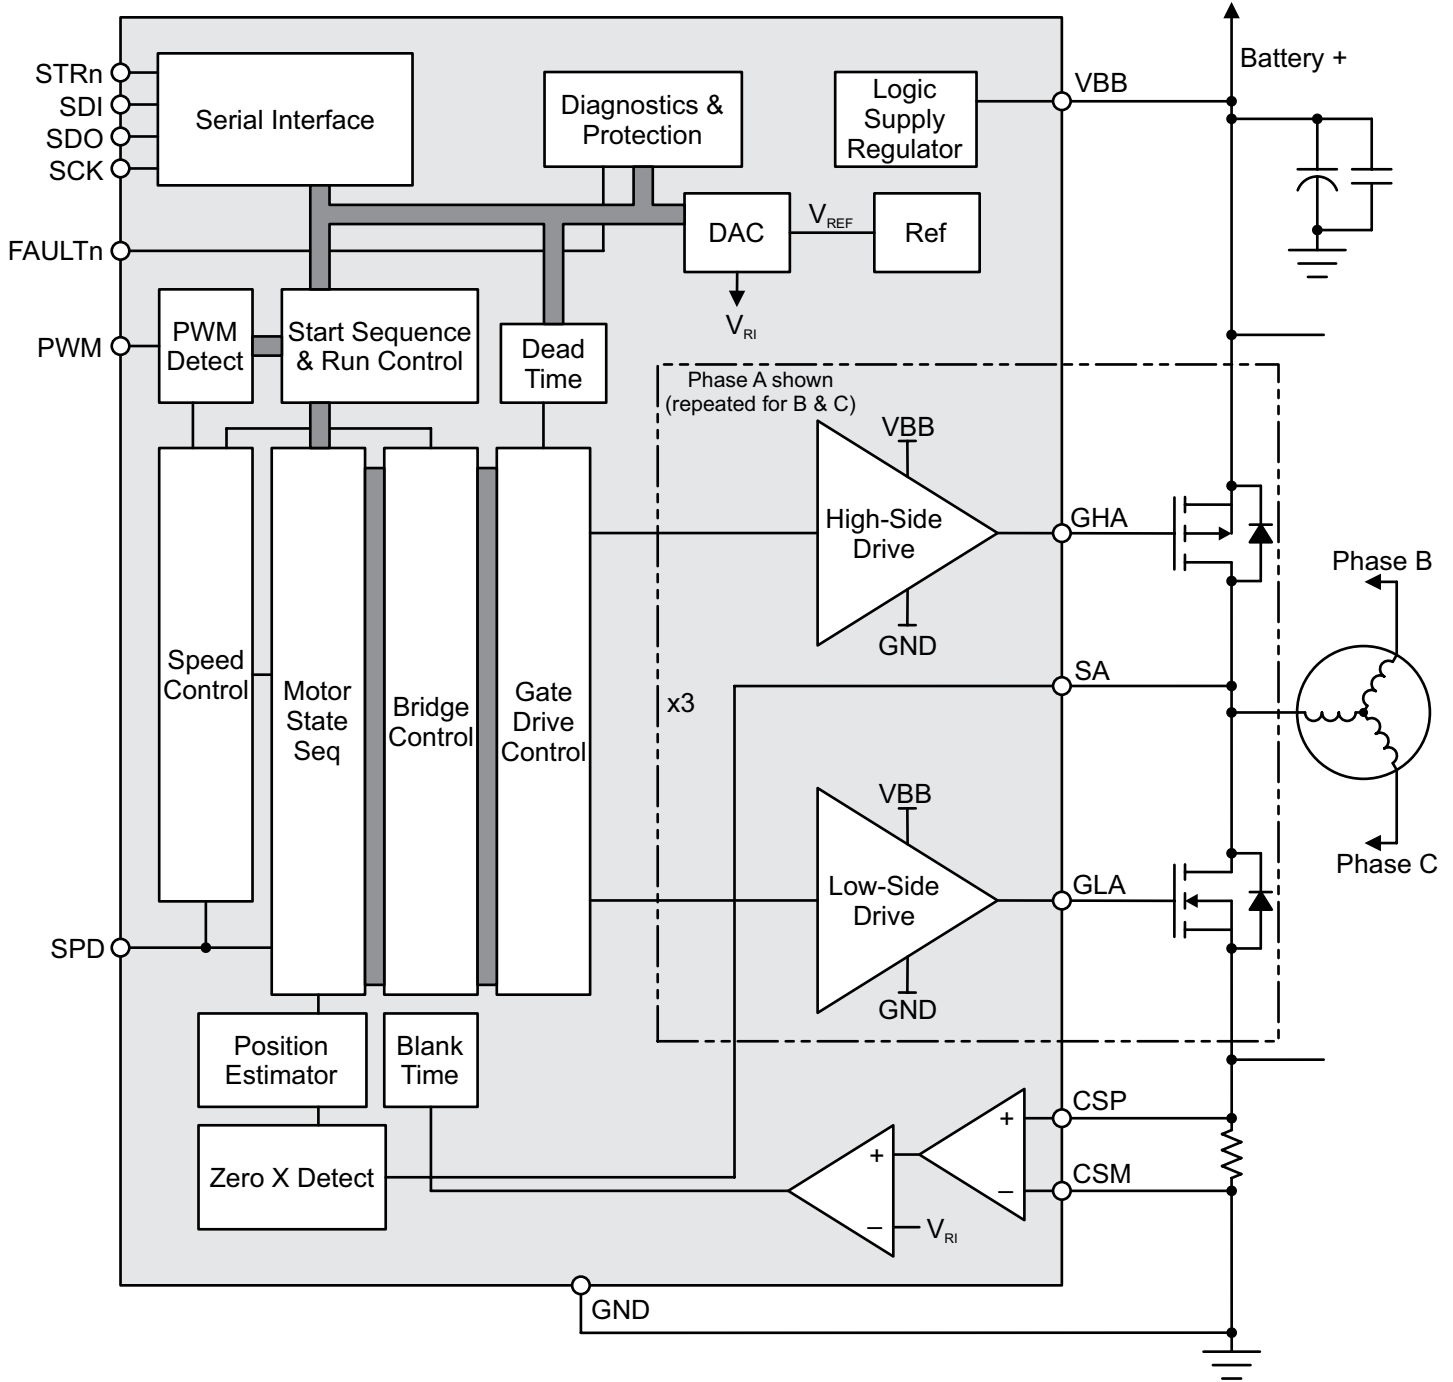 STRn
SDI
SDO
SCK
Serial Interface
Diagnostics &
Protection
Logic
Supply
Regulator
VBB
Battery +
FAULTn
DAC
VREF
Ref
VRI
PWM
PWM
Detect
Start Sequence
& Run Control
Dead
Time
Phase A shown
(repeated for B & C)
VBB
High-Side
Drive
GND
GHA
Phase B
Speed
Control
Motor
State
Seq
Bridge
Control
Gate
Drive
Control
x3
SA
VBB
Low-Side
Drive
GND
GLA
Phase C
SPD
Position
Estimator
Blank
Time
Zero X Detect
+
–
VRI
+
–
CSP
CSM
GND